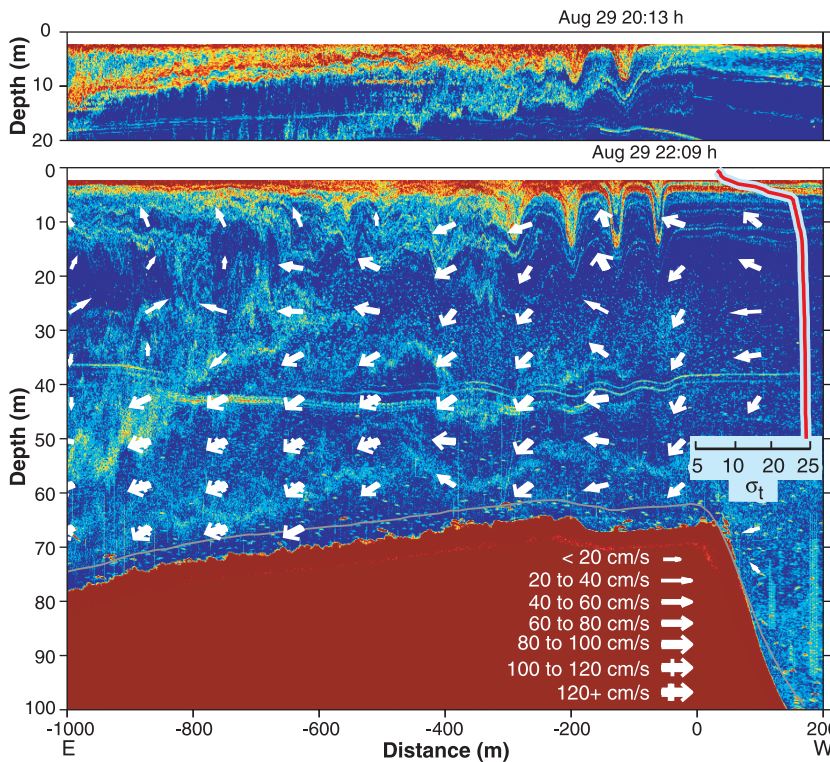 Aug 29 20:13 h
Depth (m)
0
10
20
Aug 29 22:09 h
Depth (m)
0
5
10
20
30
40
50
60
70
80
90
100
5 10 20 25
σt
< 20 cm/s
20 to 40 cm/s
40 to 60 cm/s
60 to 80 cm/s
80 to 100 cm/s
100 to 120 cm/s
120+ cm/s
-1000 -800 -600 -400 -200 0 200
E Distance (m) W